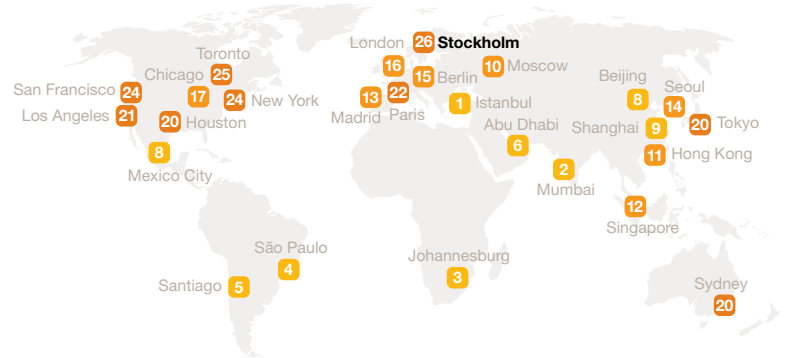 London
26 Stockholm
Toronto
16
10 Moscow
Chicago 25
15 Berlin
Beijing
Seoul
San Francisco 24
17
24 New York
13
22
1 Istanbul
8
14
Los Angeles 21
20 Houston
Madrid
Paris
Abu Dhabi
Shanghai 9
20 Tokyo
8
6
11 Hong Kong
Mexico City
2
Mumbai
12
Singapore
São Paulo
4
Johannesburg
3
Santiago 5
Sydney
20